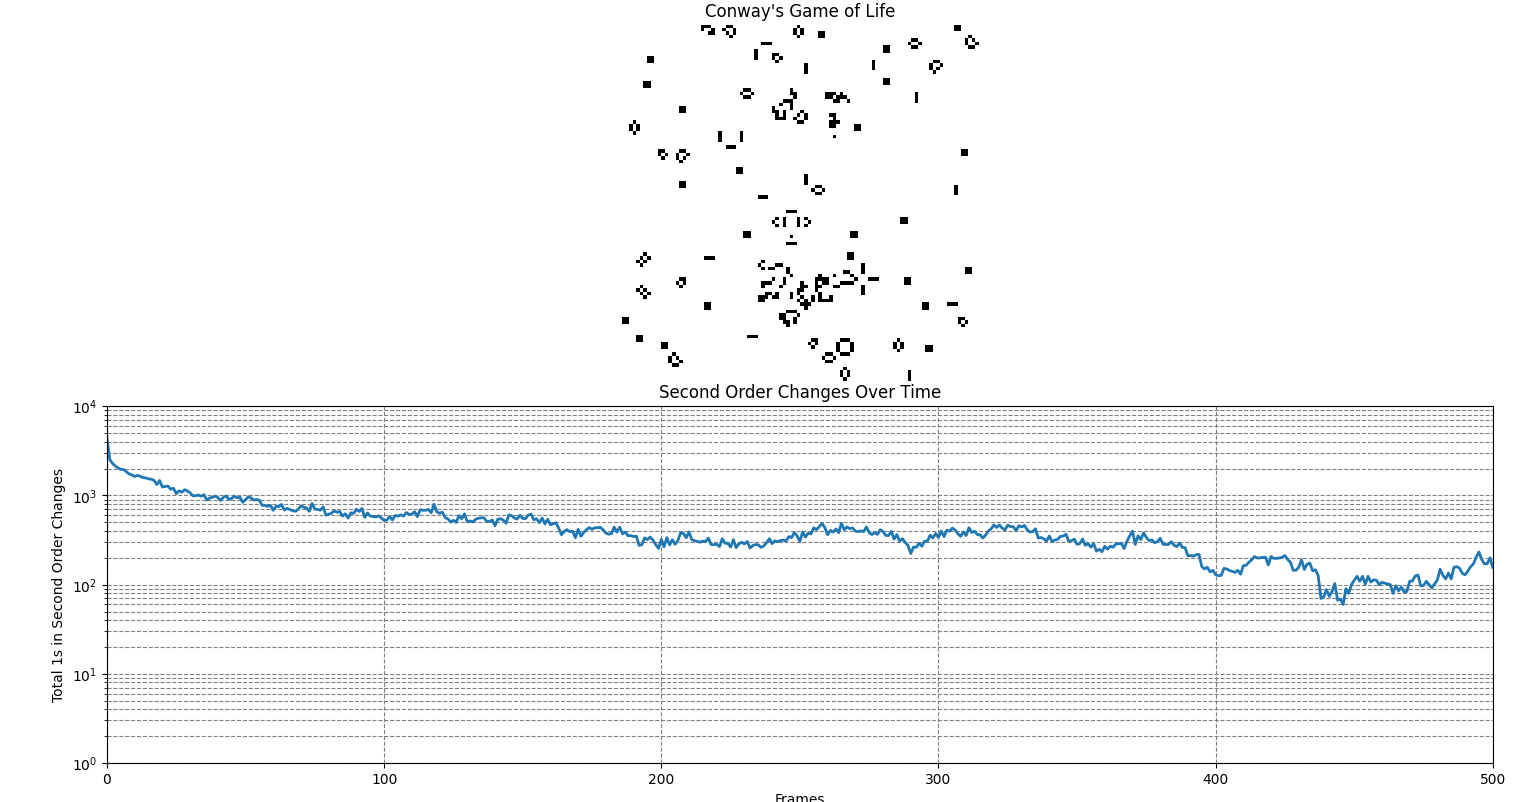 Conway's Game of Life
Second Order Changes Over Time
Total 1s in Second Order Changes
10^4
10^3
10^2
10^1
10^0
0 100 200 300 400 500
Frames